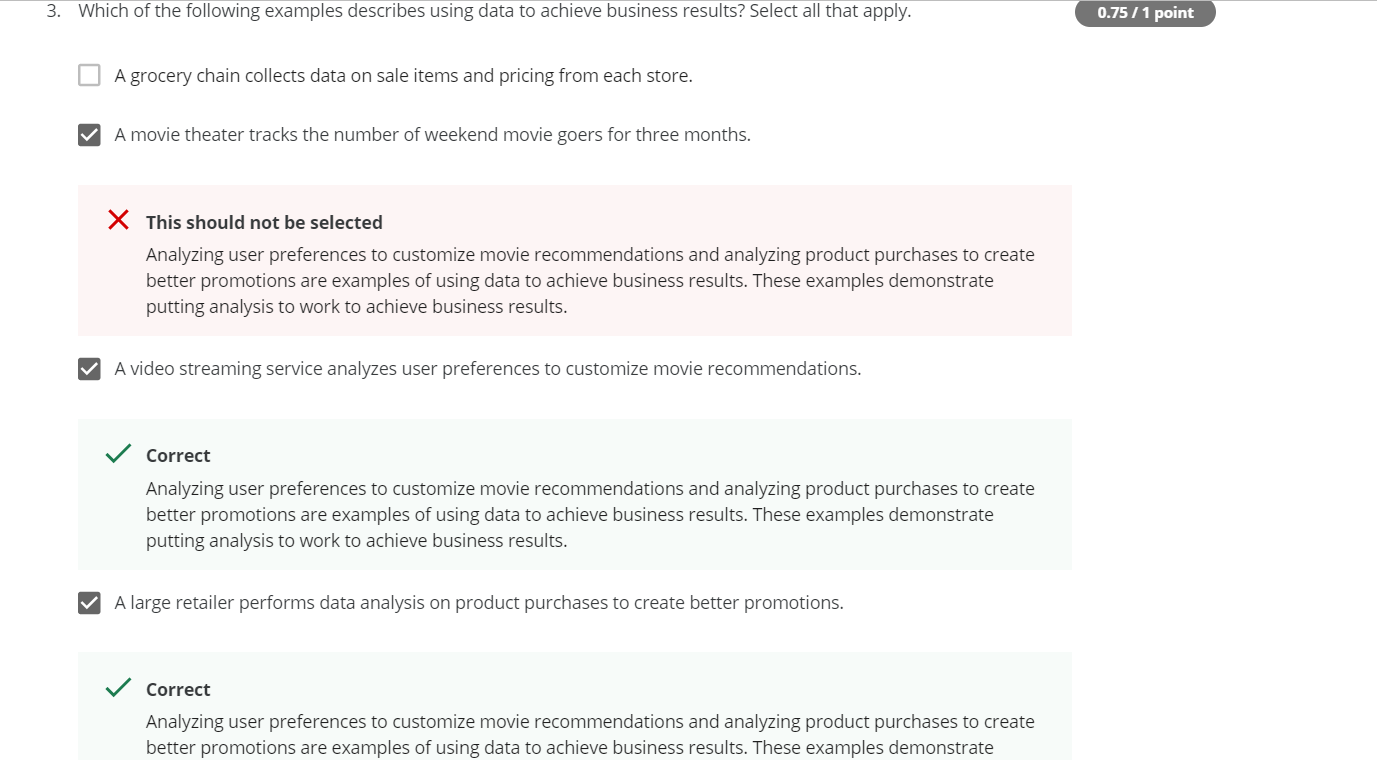 3. Which of the following examples describes using data to achieve business results? Select all that apply.
0.75 / 1 point
A grocery chain collects data on sale items and pricing from each store.
A movie theater tracks the number of weekend movie goers for three months.
This should not be selected
Analyzing user preferences to customize movie recommendations and analyzing product purchases to create
better promotions are examples of using data to achieve business results. These examples demonstrate
putting analysis to work to achieve business results.
A video streaming service analyzes user preferences to customize movie recommendations.
Correct
Analyzing user preferences to customize movie recommendations and analyzing product purchases to create
better promotions are examples of using data to achieve business results. These examples demonstrate
putting analysis to work to achieve business results.
A large retailer performs data analysis on product purchases to create better promotions.
Correct
Analyzing user preferences to customize movie recommendations and analyzing product purchases to create
better promotions are examples of using data to achieve business results. These examples demonstrate